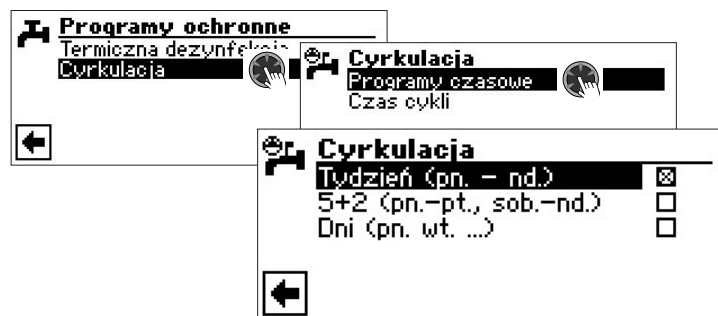 Programy ochronne
Termiczna dezynfekcja
Cyrkulacja
Cyrkulacja
Programy czasowe
Czas cykli
Cyrkulacja
Tydzień (pn. – nd.)
5+2 (pn.–pt., sob.–nd.)
Dni (pn. wt. ...)